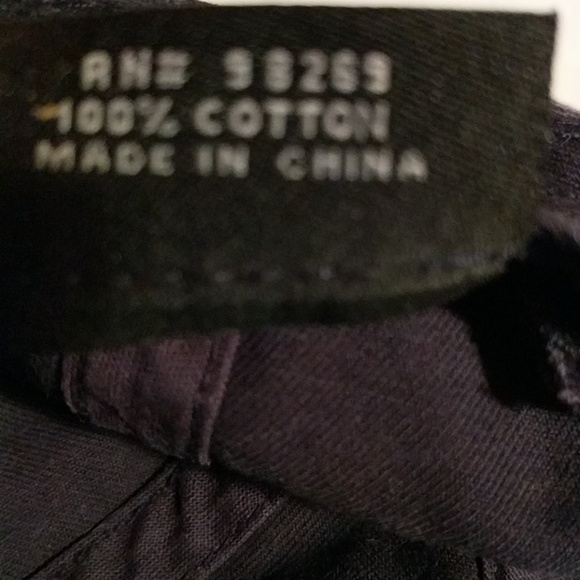 RN# 98269
100% COTTON
MADE IN CHINA